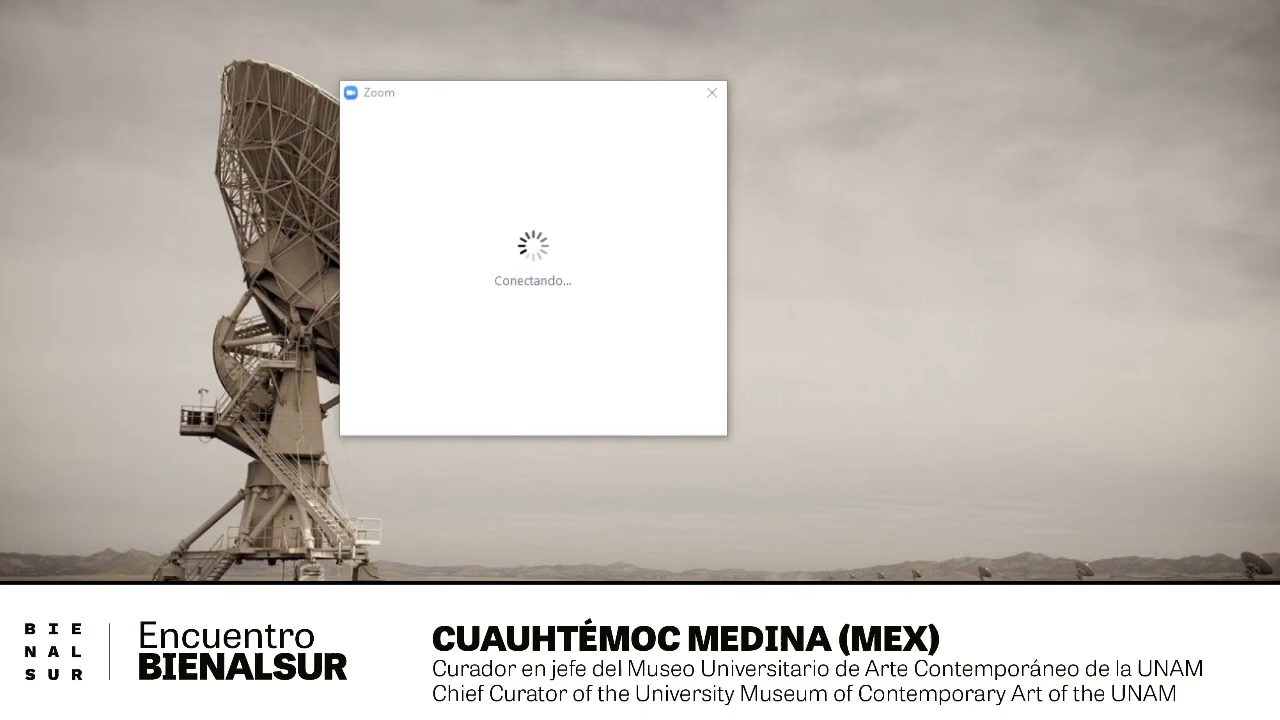 Zoom
Conectando...
B I E
N A L
S U R
Encuentro
BIENALSUR
CUAUHTÉMOC MEDINA (MEX)
Curador en jefe del Museo Universitario de Arte Contemporáneo de la UNAM
Chief Curator of the University Museum of Contemporary Art of the UNAM